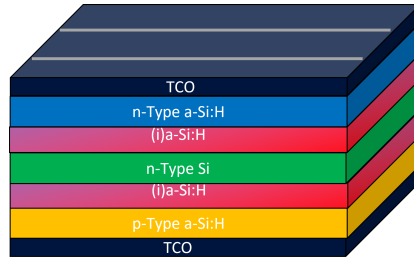 TCO
n-Type a-Si:H
(i)a-Si:H
n-Type Si
(i)a-Si:H
p-Type a-Si:H
TCO